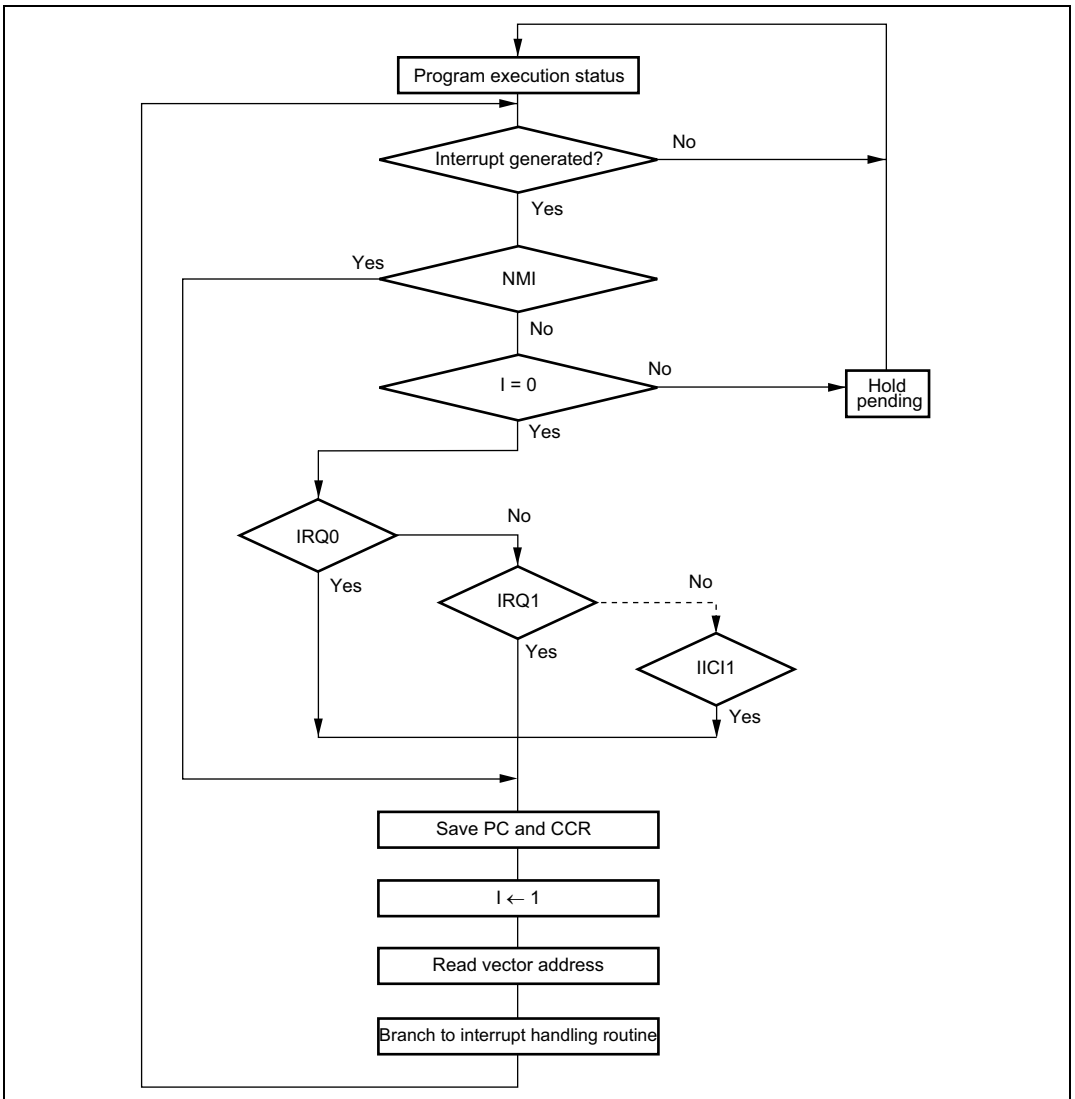 Program execution status
Interrupt generated?
No
Yes
Yes
NMI
No
I = 0
No
Hold
pending
Yes
IRQ0
No
Yes
IRQ1
No
Yes
IICI1
Yes
Save PC and CCR
I ← 1
Read vector address
Branch to interrupt handling routine